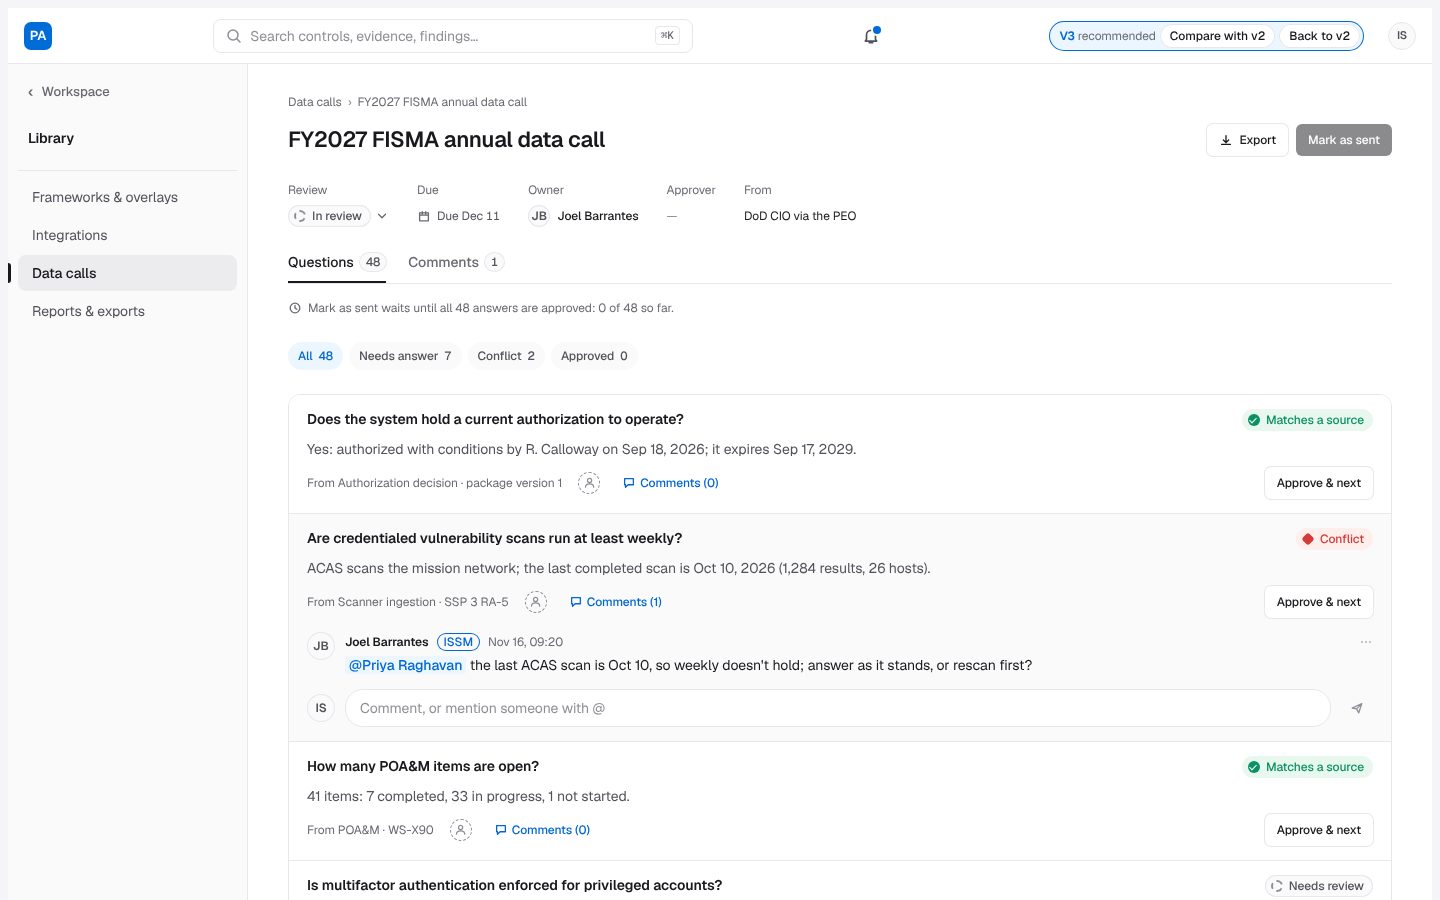 PA
Search controls, evidence, findings...
⌘K
V3 recommended Compare with v2 Back to v2
IS
‹ Workspace
Library
Frameworks & overlays
Integrations
Data calls
Reports & exports
Data calls › FY2027 FISMA annual data call
FY2027 FISMA annual data call
Export Mark as sent
Review Due Owner Approver From
In review Due Dec 11 JB Joel Barrantes — DoD CIO via the PEO
Questions 48 Comments 1
Mark as sent waits until all 48 answers are approved: 0 of 48 so far.
All 48 Needs answer 7 Conflict 2 Approved 0
Does the system hold a current authorization to operate? Matches a source
Yes: authorized with conditions by R. Calloway on Sep 18, 2026; it expires Sep 17, 2029.
From Authorization decision · package version 1 Comments (0) Approve & next
Are credentialed vulnerability scans run at least weekly? Conflict
ACAS scans the mission network; the last completed scan is Oct 10, 2026 (1,284 results, 26 hosts).
From Scanner ingestion · SSP 3 RA-5 Comments (1) Approve & next
JB Joel Barrantes ISSM Nov 16, 09:20
@Priya Raghavan the last ACAS scan is Oct 10, so weekly doesn't hold; answer as it stands, or rescan first?
IS Comment, or mention someone with @
How many POA&M items are open? Matches a source
41 items: 7 completed, 33 in progress, 1 not started.
From POA&M · WS-X90 Comments (0) Approve & next
Is multifactor authentication enforced for privileged accounts? Needs review